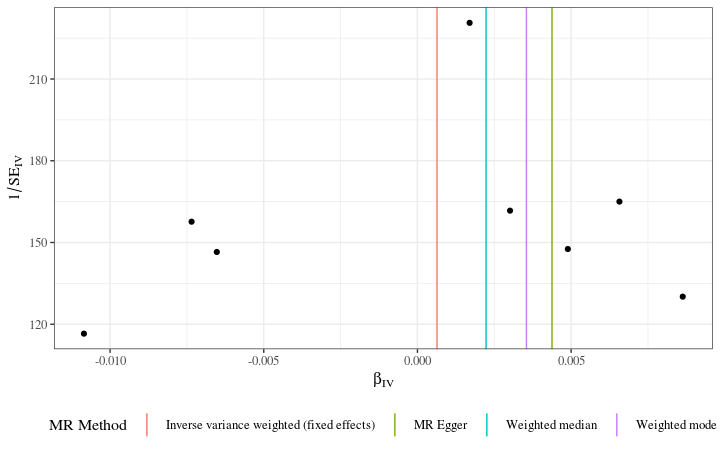 1/SE_IV
210
180
150
120
-0.010
-0.005
0.000
0.005
β_IV
MR Method
Inverse variance weighted (fixed effects)
MR Egger
Weighted median
Weighted mode